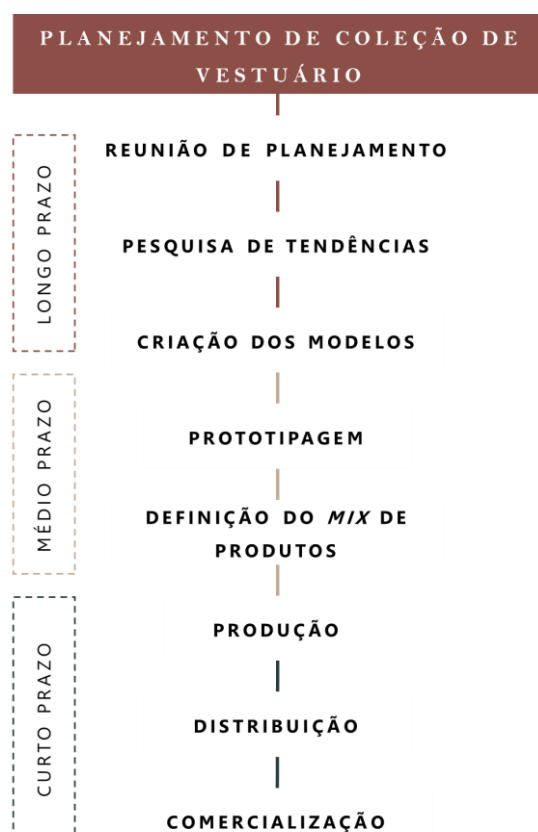 PLANEJAMENTO DE COLEÇÃO DE
VESTUÁRIO
LONGO PRAZO
REUNIÃO DE PLANEJAMENTO
PESQUISA DE TENDÊNCIAS
CRIAÇÃO DOS MODELOS
MÉDIO PRAZO
PROTOTIPAGEM
DEFINIÇÃO DO MIX DE
PRODUTOS
CURTO PRAZO
PRODUÇÃO
DISTRIBUIÇÃO
COMERCIALIZAÇÃO